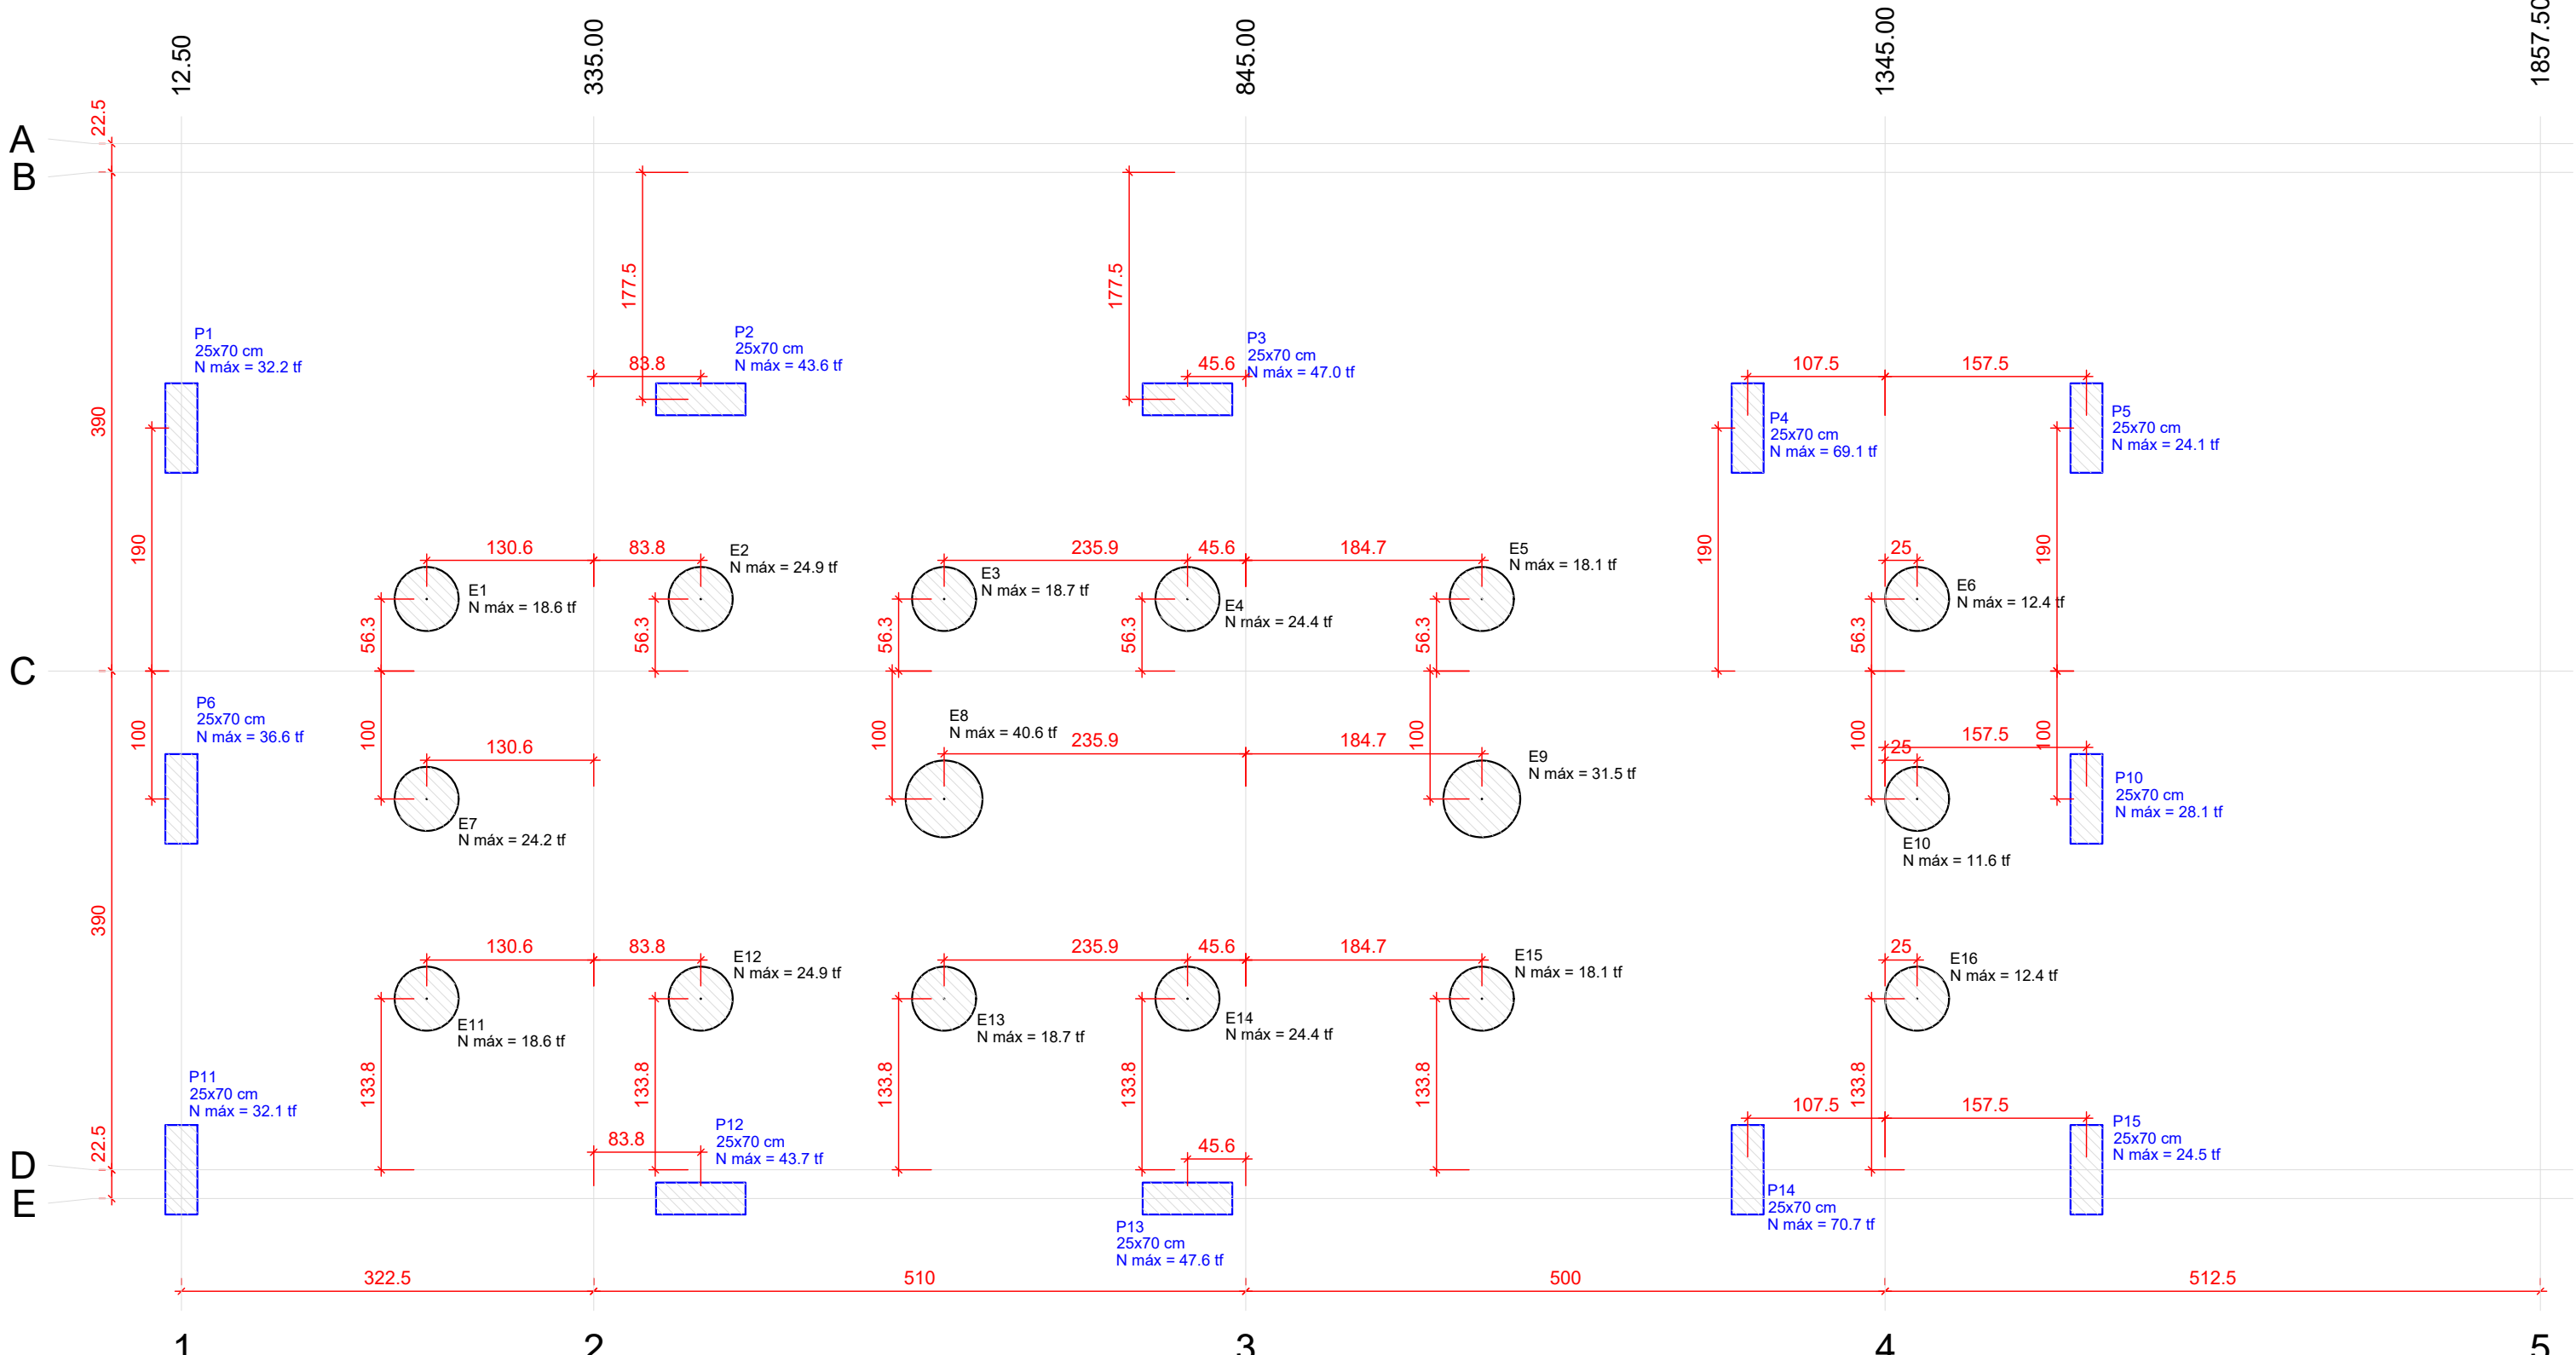 12.50
335.00
845.00
1345.00
1857.50
22.5
A
B
177.5
177.5
P1
25x70 cm
N máx = 32.2 tf
P2
25x70 cm
N máx = 43.6 tf
83.8
P3
25x70 cm
N máx = 47.0 tf
45.6
107.5
157.5
P4
25x70 cm
N máx = 69.1 tf
P5
25x70 cm
N máx = 24.1 tf
390
190
190
190
130.6
83.8
235.9
45.6
184.7
25
E1
N máx = 18.6 tf
E2
N máx = 24.9 tf
E3
N máx = 18.7 tf
E4
N máx = 24.4 tf
E5
N máx = 18.1 tf
E6
N máx = 12.4 tf
56.3
56.3
56.3
56.3
56.3
56.3
C
P6
25x70 cm
N máx = 36.6 tf
100
100
100
100
100
100
130.6
E8
N máx = 40.6 tf
235.9
184.7
157.5
25
E9
N máx = 31.5 tf
P10
25x70 cm
N máx = 28.1 tf
E7
N máx = 24.2 tf
E10
N máx = 11.6 tf
390
130.6
83.8
235.9
45.6
184.7
25
E12
N máx = 24.9 tf
E15
N máx = 18.1 tf
E16
N máx = 12.4 tf
E11
N máx = 18.6 tf
E13
N máx = 18.7 tf
E14
N máx = 24.4 tf
133.8
133.8
133.8
133.8
133.8
133.8
P11
25x70 cm
N máx = 32.1 tf
83.8
P12
25x70 cm
N máx = 43.7 tf
45.6
107.5
157.5
P15
25x70 cm
N máx = 24.5 tf
22.5
D
E
P14
25x70 cm
N máx = 70.7 tf
P13
25x70 cm
N máx = 47.6 tf
322.5
510
500
512.5
1
2
3
4
5